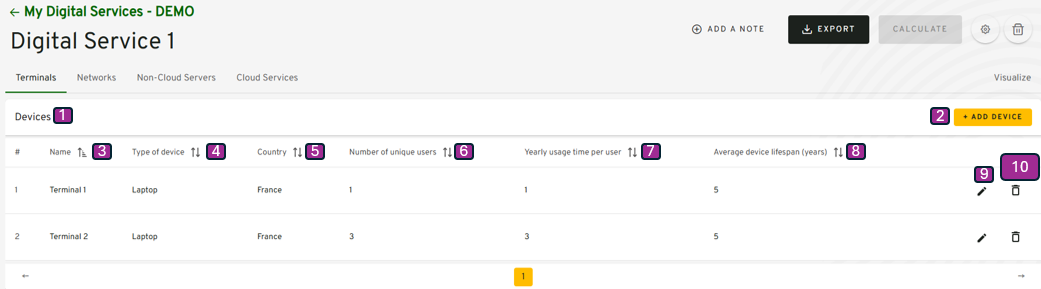 ← My Digital Services - DEMO
Digital Service 1
ADD A NOTE
EXPORT
CALCULATE
Terminals Networks Non-Cloud Servers Cloud Services Visualize
Devices 1
2 + ADD DEVICE
# Name 3 Type of device 4 Country 5 Number of unique users 6 Yearly usage time per user 7 Average device lifespan (years) 8
9 10
1 Terminal 1 Laptop France 1 1 5
2 Terminal 2 Laptop France 3 3 5
← 1 →